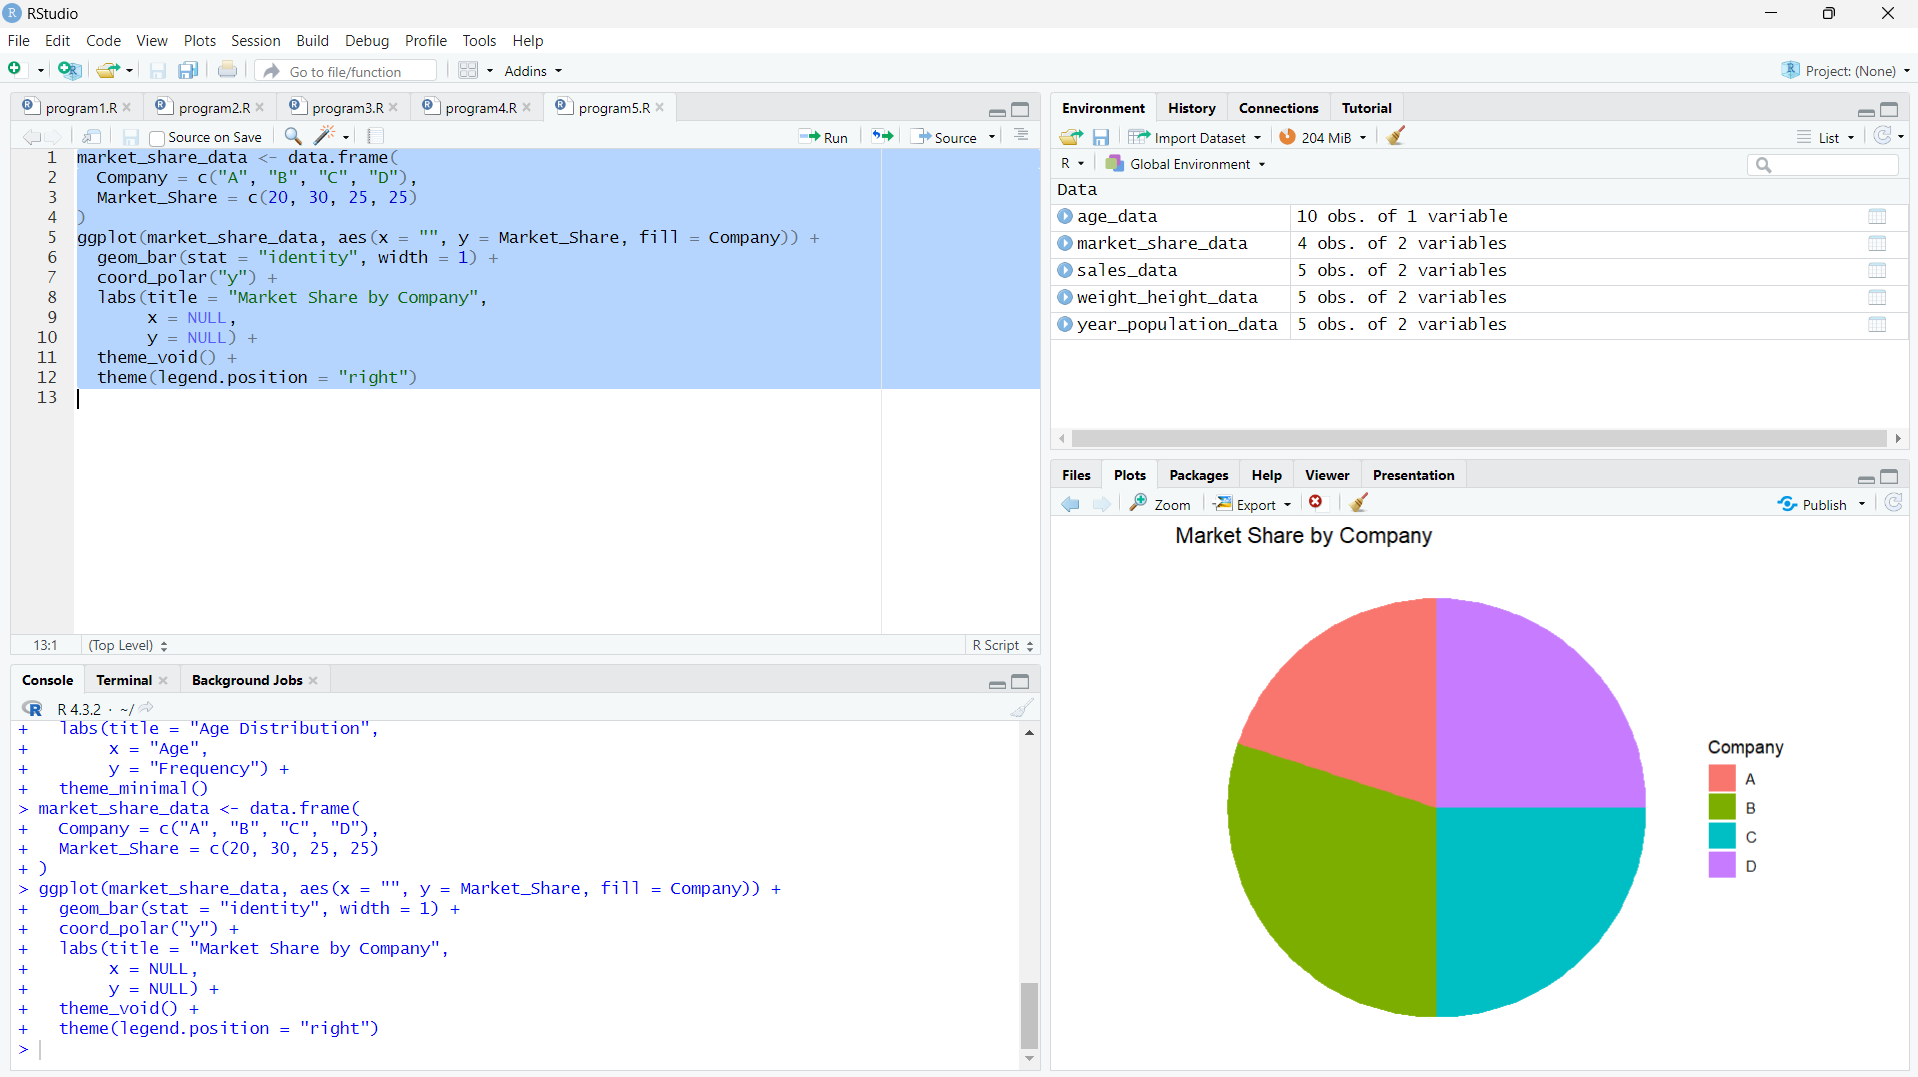 RStudio
File Edit Code View Plots Session Build Debug Profile Tools Help
Go to file/function Addins Project: (None)
program1.R program2.R program3.R program4.R program5.R
Source on Save Run Source
1 market_share_data <- data.frame(
2   Company = c("A", "B", "C", "D"),
3   Market_Share = c(20, 30, 25, 25)
4 )
5 ggplot(market_share_data, aes(x = "", y = Market_Share, fill = Company)) +
6   geom_bar(stat = "identity", width = 1) +
7   coord_polar("y") +
8   labs(title = "Market Share by Company",
9        x = NULL,
10        y = NULL) +
11   theme_void() +
12   theme(legend.position = "right")
13
13:1 (Top Level) R Script
Console Terminal Background Jobs
R 4.3.2 · ~/
+   labs(title = "Age Distribution",
+        x = "Age",
+        y = "Frequency") +
+   theme_minimal()
> market_share_data <- data.frame(
+   Company = c("A", "B", "C", "D"),
+   Market_Share = c(20, 30, 25, 25)
+ )
> ggplot(market_share_data, aes(x = "", y = Market_Share, fill = Company)) +
+   geom_bar(stat = "identity", width = 1) +
+   coord_polar("y") +
+   labs(title = "Market Share by Company",
+        x = NULL,
+        y = NULL) +
+   theme_void() +
+   theme(legend.position = "right")
>
Environment History Connections Tutorial
Import Dataset 204 MiB List
R Global Environment
Data
age_data 10 obs. of 1 variable
market_share_data 4 obs. of 2 variables
sales_data 5 obs. of 2 variables
weight_height_data 5 obs. of 2 variables
year_population_data 5 obs. of 2 variables
Files Plots Packages Help Viewer Presentation
Zoom Export Publish
Market Share by Company
Company
A
B
C
D